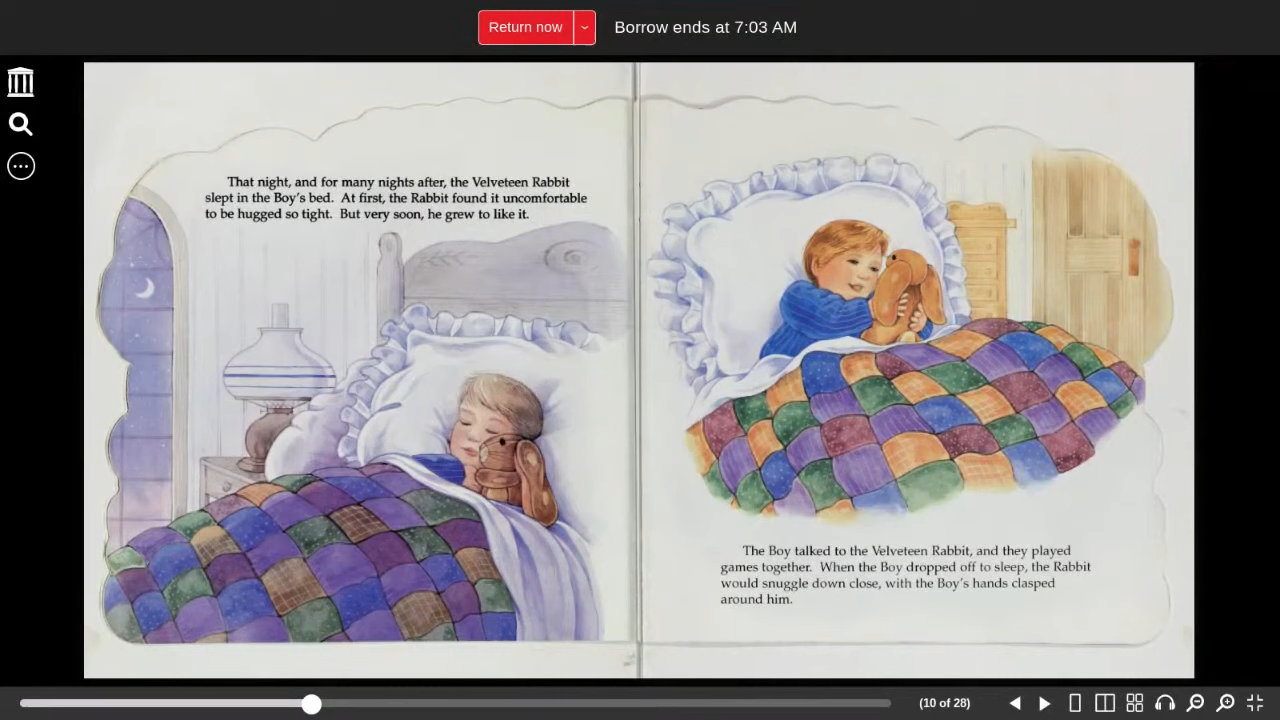 Return now
Borrow ends at 7:03 AM
That night, and for many nights after, the Velveteen Rabbit
slept in the Boy's bed.  At first, the Rabbit found it uncomfortable
to be hugged so tight.  But very soon, he grew to like it.
The Boy talked to the Velveteen Rabbit, and they played
games together.  When the Boy dropped off to sleep, the Rabbit
would snuggle down close, with the Boy's hands clasped
around him.
(10 of 28)